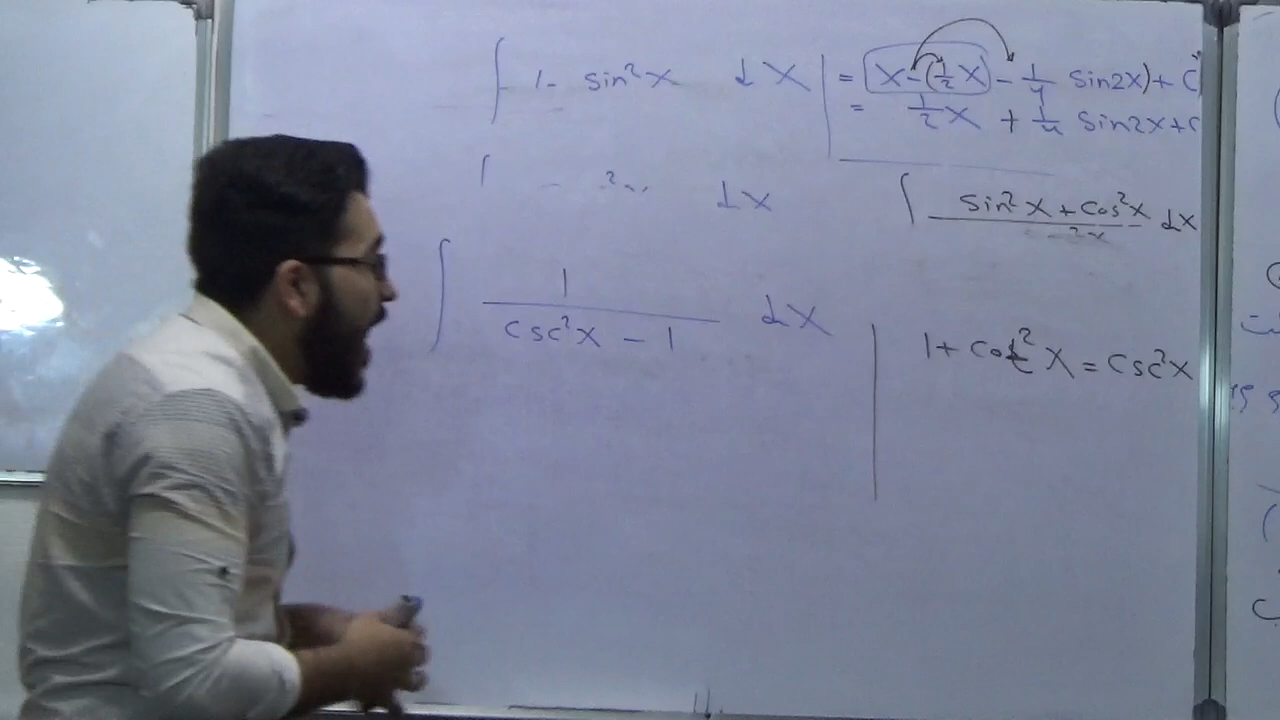 ∫ 1 - sin²x dx
= x - (½x - ¼ sin2x) + C
= ½x + ¼ sin2x + C
∫ dx
∫ sin²x + cos²x / dx
∫ 1 / csc²x - 1 dx
1 + cot²x = csc²x